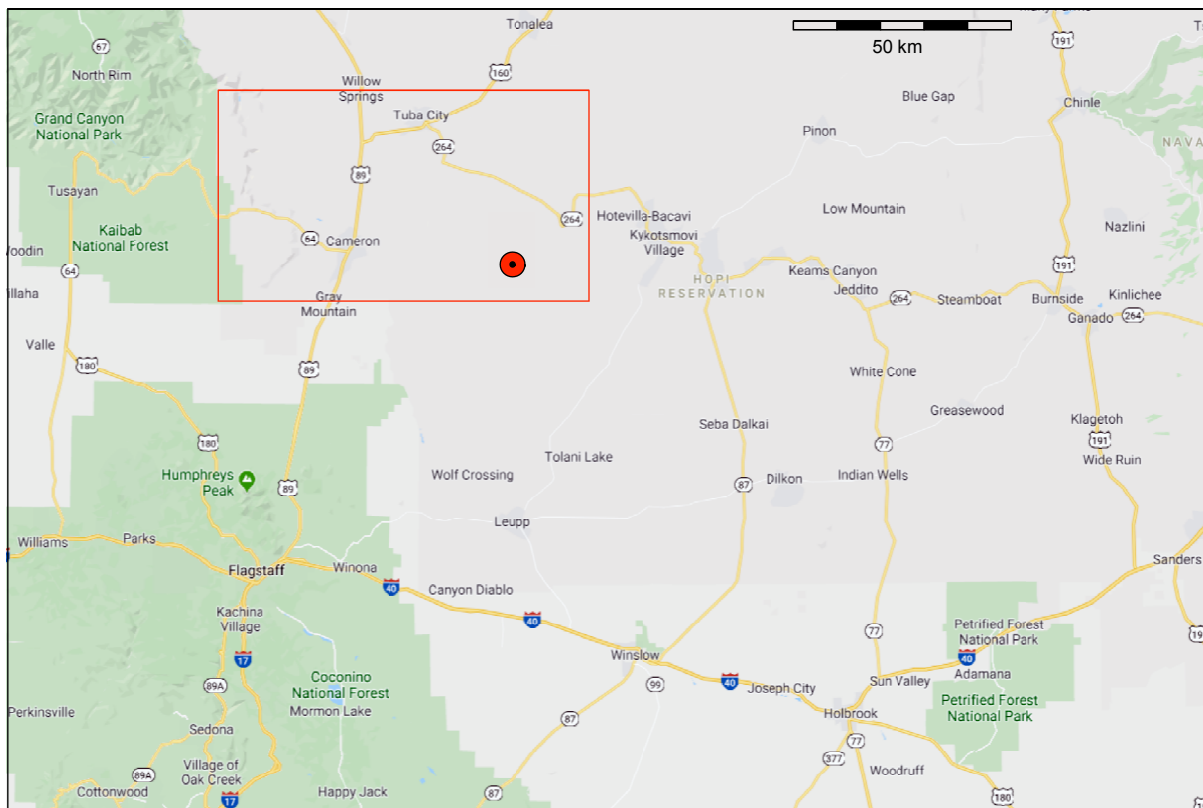 Tonalea
191
67
50 km
North Rim
160
Willow
Springs
Blue Gap
Chinle
Grand Canyon
National Park
Tuba City
Pinon
264
NAVA
89
Tusayan
Low Mountain
Hotevilla-Bacavi
264
Kykotsmovi
Village
Nazlini
Kaibab
National Forest
64
Cameron
191
64
HOPI
RESERVATION
Keams Canyon
Jeddito
Gray
Mountain
264
Steamboat
Burnside
Kinlichee
Ganado
264
Valle
180
89
White Cone
Greasewood
Klagetoh
191
Seba Dalkai
180
77
Tolani Lake
Wide Ruin
Humphreys
Peak
Wolf Crossing
89
87
Dilkon
Indian Wells
Leupp
Williams
Parks
Flagstaff
Winona
Sanders
40
Canyon Diablo
Kachina
Village
40
Petrified Forest
National Park
77
17
Winslow
40
Coconino
National Forest
89A
99
40
Joseph City
Sun Valley
Adamana
Perkinsville
Mormon Lake
Holbrook
Petrified Forest
National Park
87
Sedona
77
377
Village of
Oak Creek
89A
Woodruff
Cottonwood
17
Happy Jack
87
180